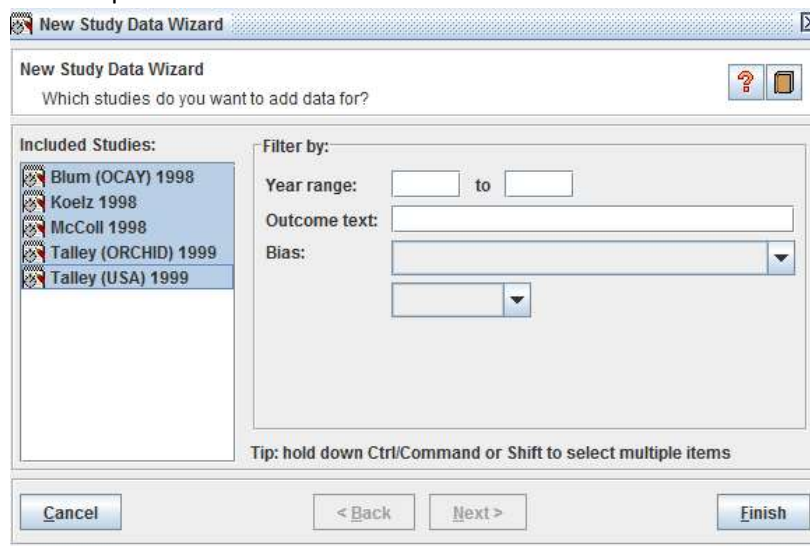 New Study Data Wizard
New Study Data Wizard
Which studies do you want to add data for?
Included Studies:
Blum (OCAY) 1998
Koelz 1998
McColl 1998
Talley (ORCHID) 1999
Talley (USA) 1999
Filter by:
Year range: to
Outcome text:
Bias:
Tip: hold down Ctrl/Command or Shift to select multiple items
Cancel
< Back
Next >
Finish